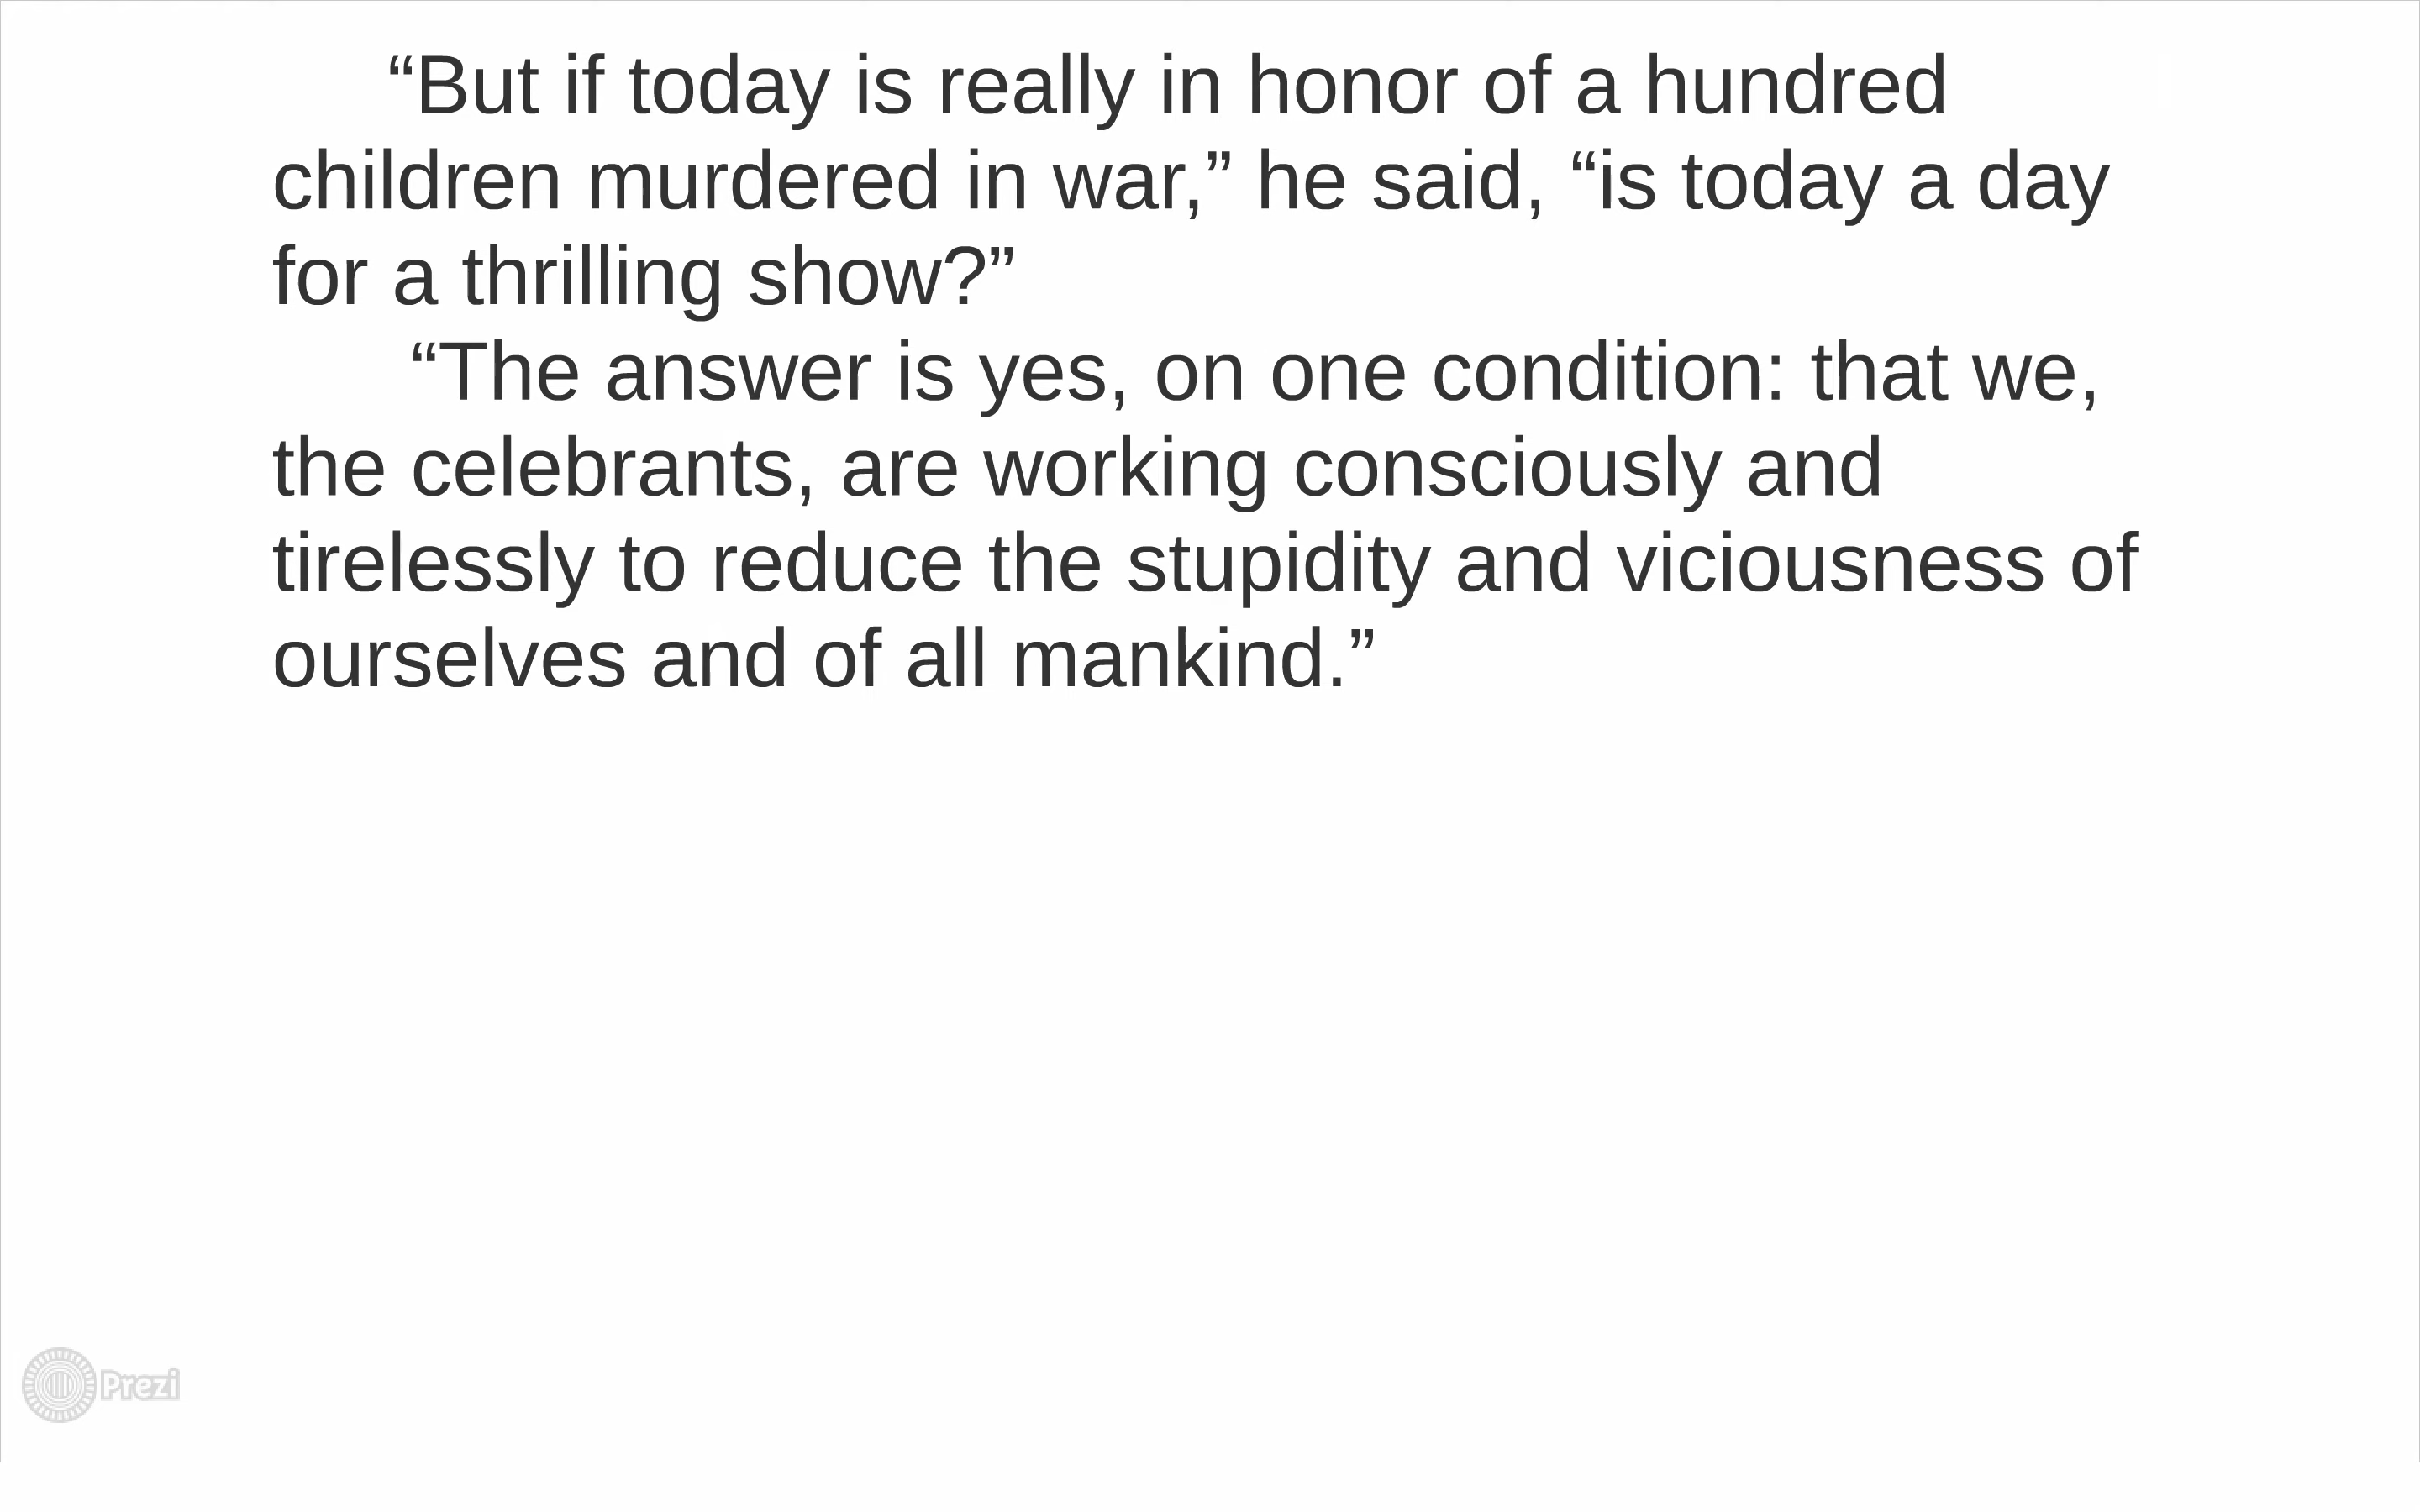 “But if today is really in honor of a hundred
children murdered in war,” he said, “is today a day
for a thrilling show?”
“The answer is yes, on one condition: that we,
the celebrants, are working consciously and
tirelessly to reduce the stupidity and viciousness of
ourselves and of all mankind.”
Prezi